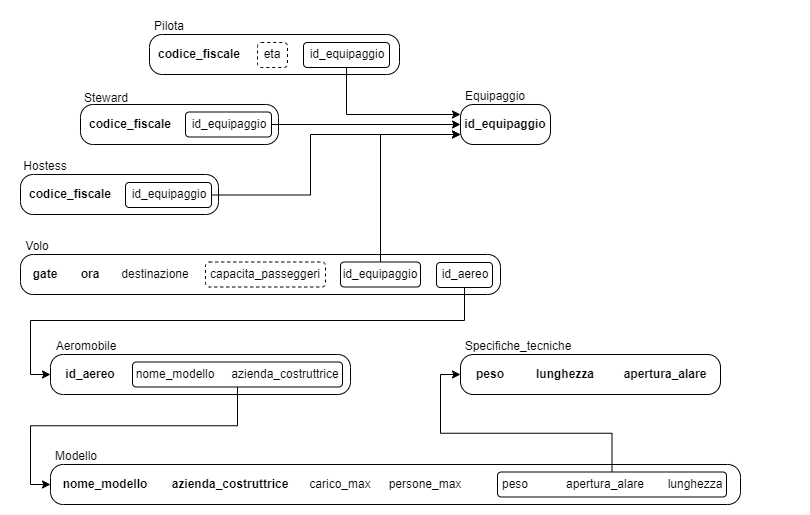 Pilota
codice_fiscale eta id_equipaggio
Steward
codice_fiscale id_equipaggio
Equipaggio
id_equipaggio
Hostess
codice_fiscale id_equipaggio
Volo
gate ora destinazione capacita_passeggeri id_equipaggio id_aereo
Aeromobile
id_aereo nome_modello azienda_costruttrice
Specifiche_tecniche
peso lunghezza apertura_alare
Modello
nome_modello azienda_costruttrice carico_max persone_max peso apertura_alare lunghezza